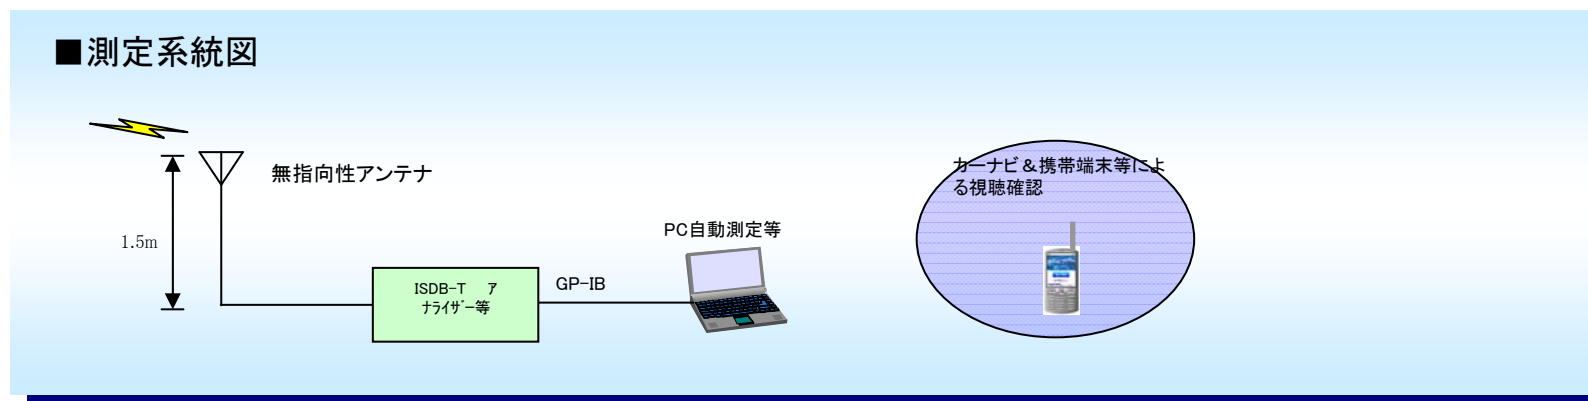 ■測定系統図
無指向性アンテナ
カーナビ＆携帯端末等によ
る視聴確認
1.5m
PC自動測定等
ISDB-T　ア
ﾅﾗｲｻﾞｰ等
GP-IB